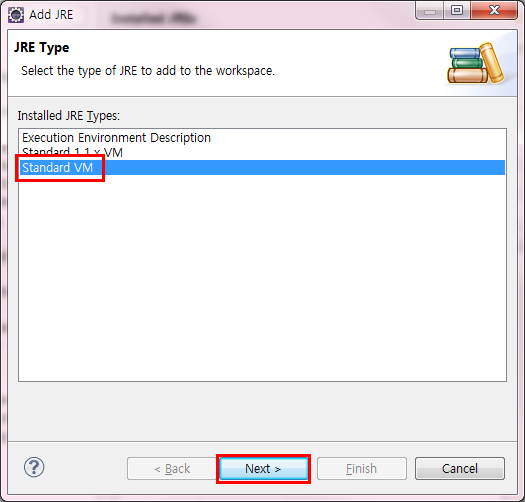 Add JRE
Installed JREs
JRE Type
Select the type of JRE to add to the workspace.
Installed JRE Types:
Execution Environment Description
Standard 1.1.x VM
Standard VM
?
< Back
Next >
Finish
Cancel